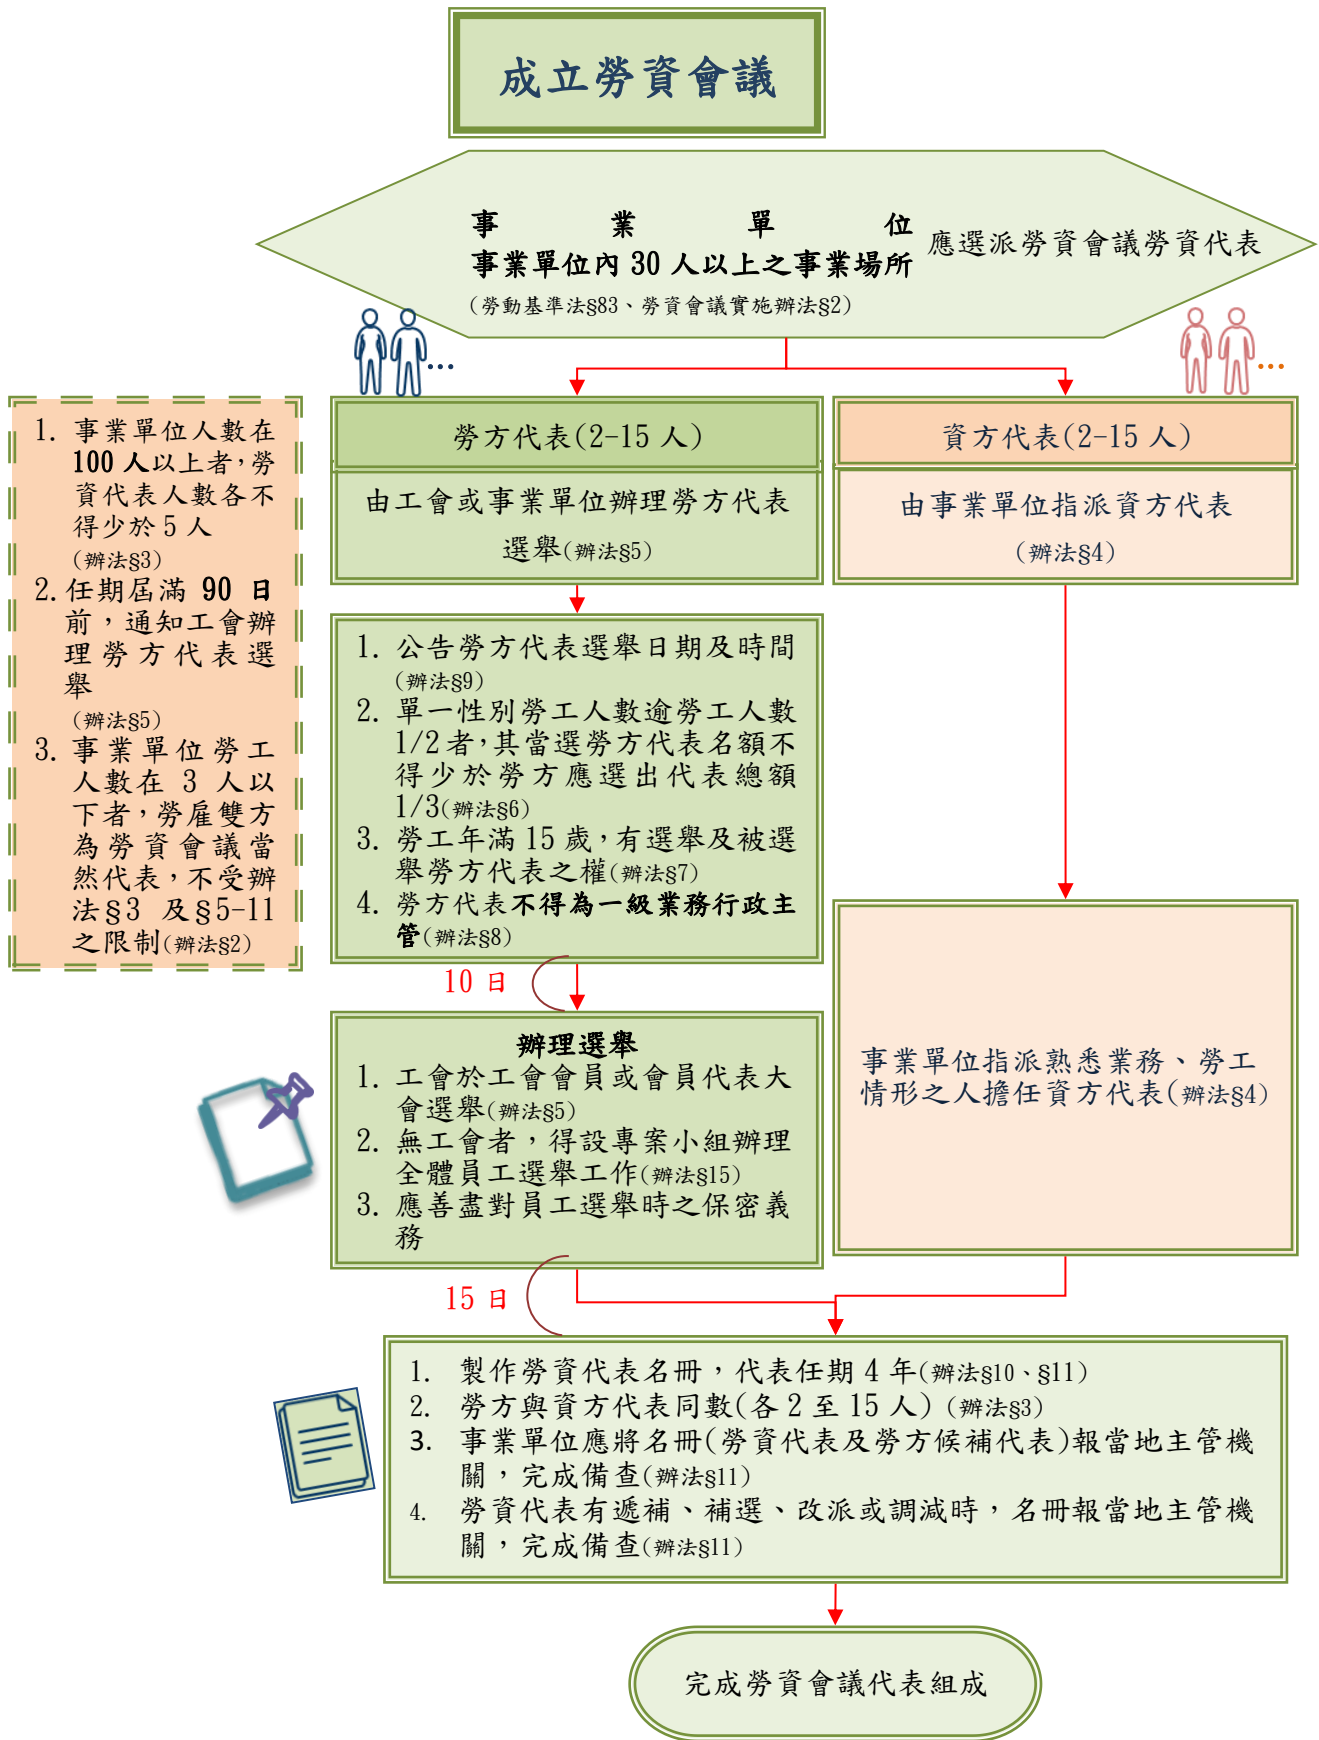 成立勞資會議
事業單位
事業單位內 30 人以上之事業場所
應選派勞資會議勞資代表
(勞動基準法§83、勞資會議實施辦法§2)
...
...
1. 事業單位人數在
100 人以上者,勞
資代表人數各不
得少於 5 人
(辦法§3)
2. 任期屆滿 90 日
前,通知工會辦
理勞方代表選
舉
(辦法§5)
3. 事業單位勞工
人數在 3 人以
下者,勞雇雙方
為勞資會議當
然代表,不受辦
法§3 及§5-11
之限制(辦法§2)
勞方代表(2-15 人)
由工會或事業單位辦理勞方代表
選舉(辦法§5)
資方代表(2-15 人)
由事業單位指派資方代表
(辦法§4)
1. 公告勞方代表選舉日期及時間
(辦法§9)
2. 單一性別勞工人數逾勞工人數
1/2 者,其當選勞方代表名額不
得少於勞方應選出代表總額
1/3(辦法§6)
3. 勞工年滿 15 歲,有選舉及被選
舉勞方代表之權(辦法§7)
4. 勞方代表不得為一級業務行政主
管(辦法§8)
10 日
辦理選舉
1. 工會於工會會員或會員代表大
會選舉(辦法§5)
2. 無工會者,得設專案小組辦理
全體員工選舉工作(辦法§15)
3. 應善盡對員工選舉時之保密義
務
事業單位指派熟悉業務、勞工
情形之人擔任資方代表(辦法§4)
15 日
1. 製作勞資代表名冊,代表任期 4 年(辦法§10、§11)
2. 勞方與資方代表同數(各 2 至 15 人) (辦法§3)
3. 事業單位應將名冊(勞資代表及勞方候補代表)報當地主管機
關,完成備查(辦法§11)
4. 勞資代表有遞補、補選、改派或調減時,名冊報當地主管機
關,完成備查(辦法§11)
完成勞資會議代表組成